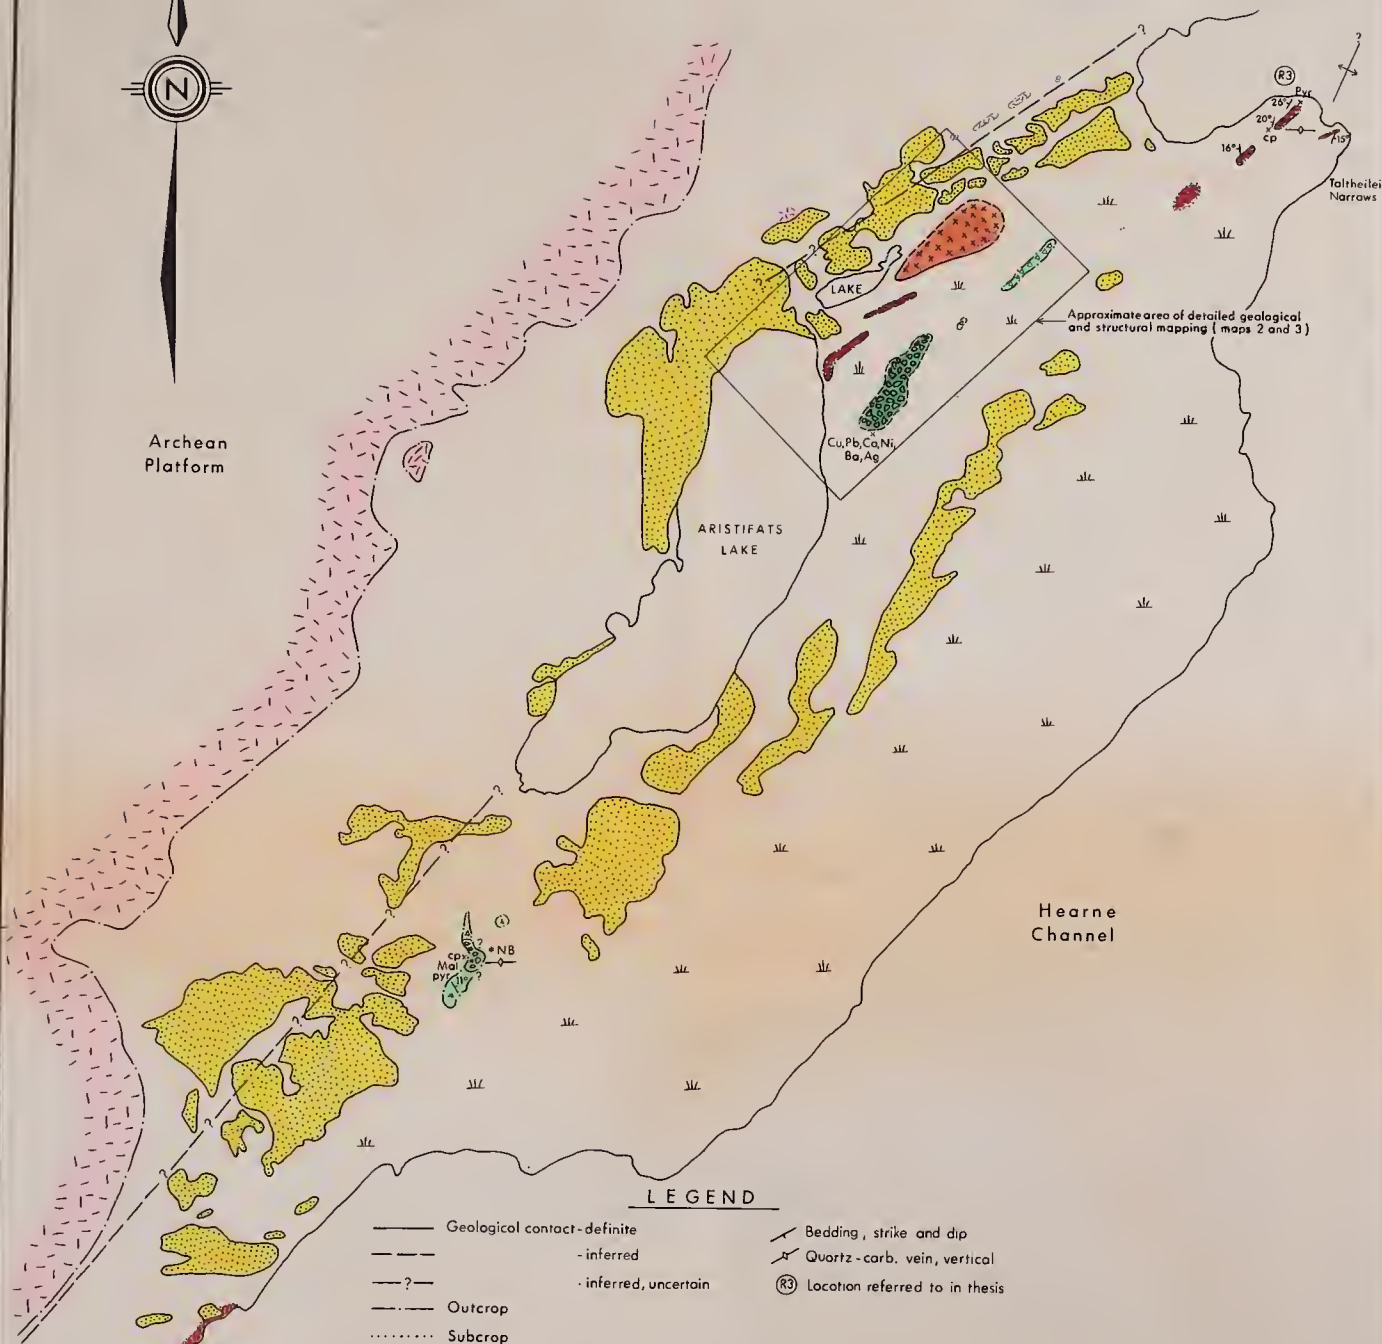 N
?
R3
?
Pyr
26°
20°
cp
15°
16°
Taltheilei
Narrows
?
?
LAKE
Approximate area of detailed geological
and structural mapping ( maps 2 and 3 )
Archean
Platform
Cu, Pb, Co, Ni,
Ba, Ag
ARISTIFATS
LAKE
?
?
?
4
?
cp
NB
Mal
pyr
11°
?
?
?
?
?
Hearne
Channel
LEGEND
Geological contact - definite
- inferred
—?— - inferred, uncertain
Outcrop
Subcrop
Bedding, strike and dip
Quartz - carb. vein, vertical
R3 Location referred to in thesis